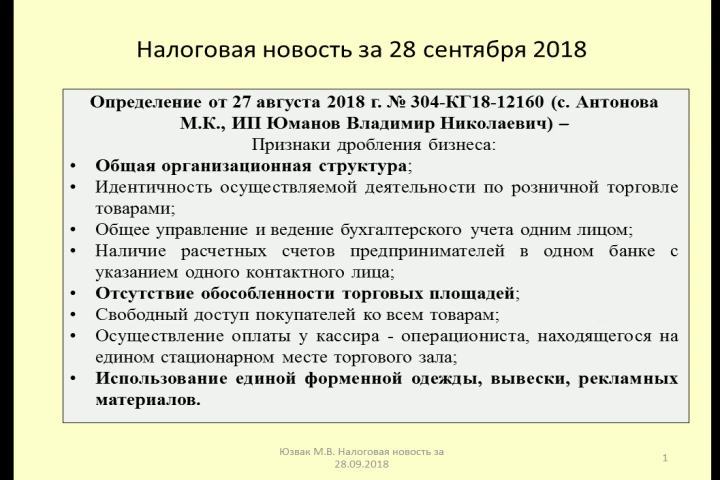 Налоговая новость за 28 сентября 2018
Определение от 27 августа 2018 г. № 304-КГ18-12160 (с. Антонова
М.К., ИП Юманов Владимир Николаевич) –
Признаки дробления бизнеса:
• Общая организационная структура;
• Идентичность осуществляемой деятельности по розничной торговле
товарами;
• Общее управление и ведение бухгалтерского учета одним лицом;
• Наличие расчетных счетов предпринимателей в одном банке с
указанием одного контактного лица;
• Отсутствие обособленности торговых площадей;
• Свободный доступ покупателей ко всем товарам;
• Осуществление оплаты у кассира - операциониста, находящегося на
едином стационарном месте торгового зала;
• Использование единой форменной одежды, вывески, рекламных
материалов.
Юзвак М.В. Налоговая новость за
28.09.2018
1